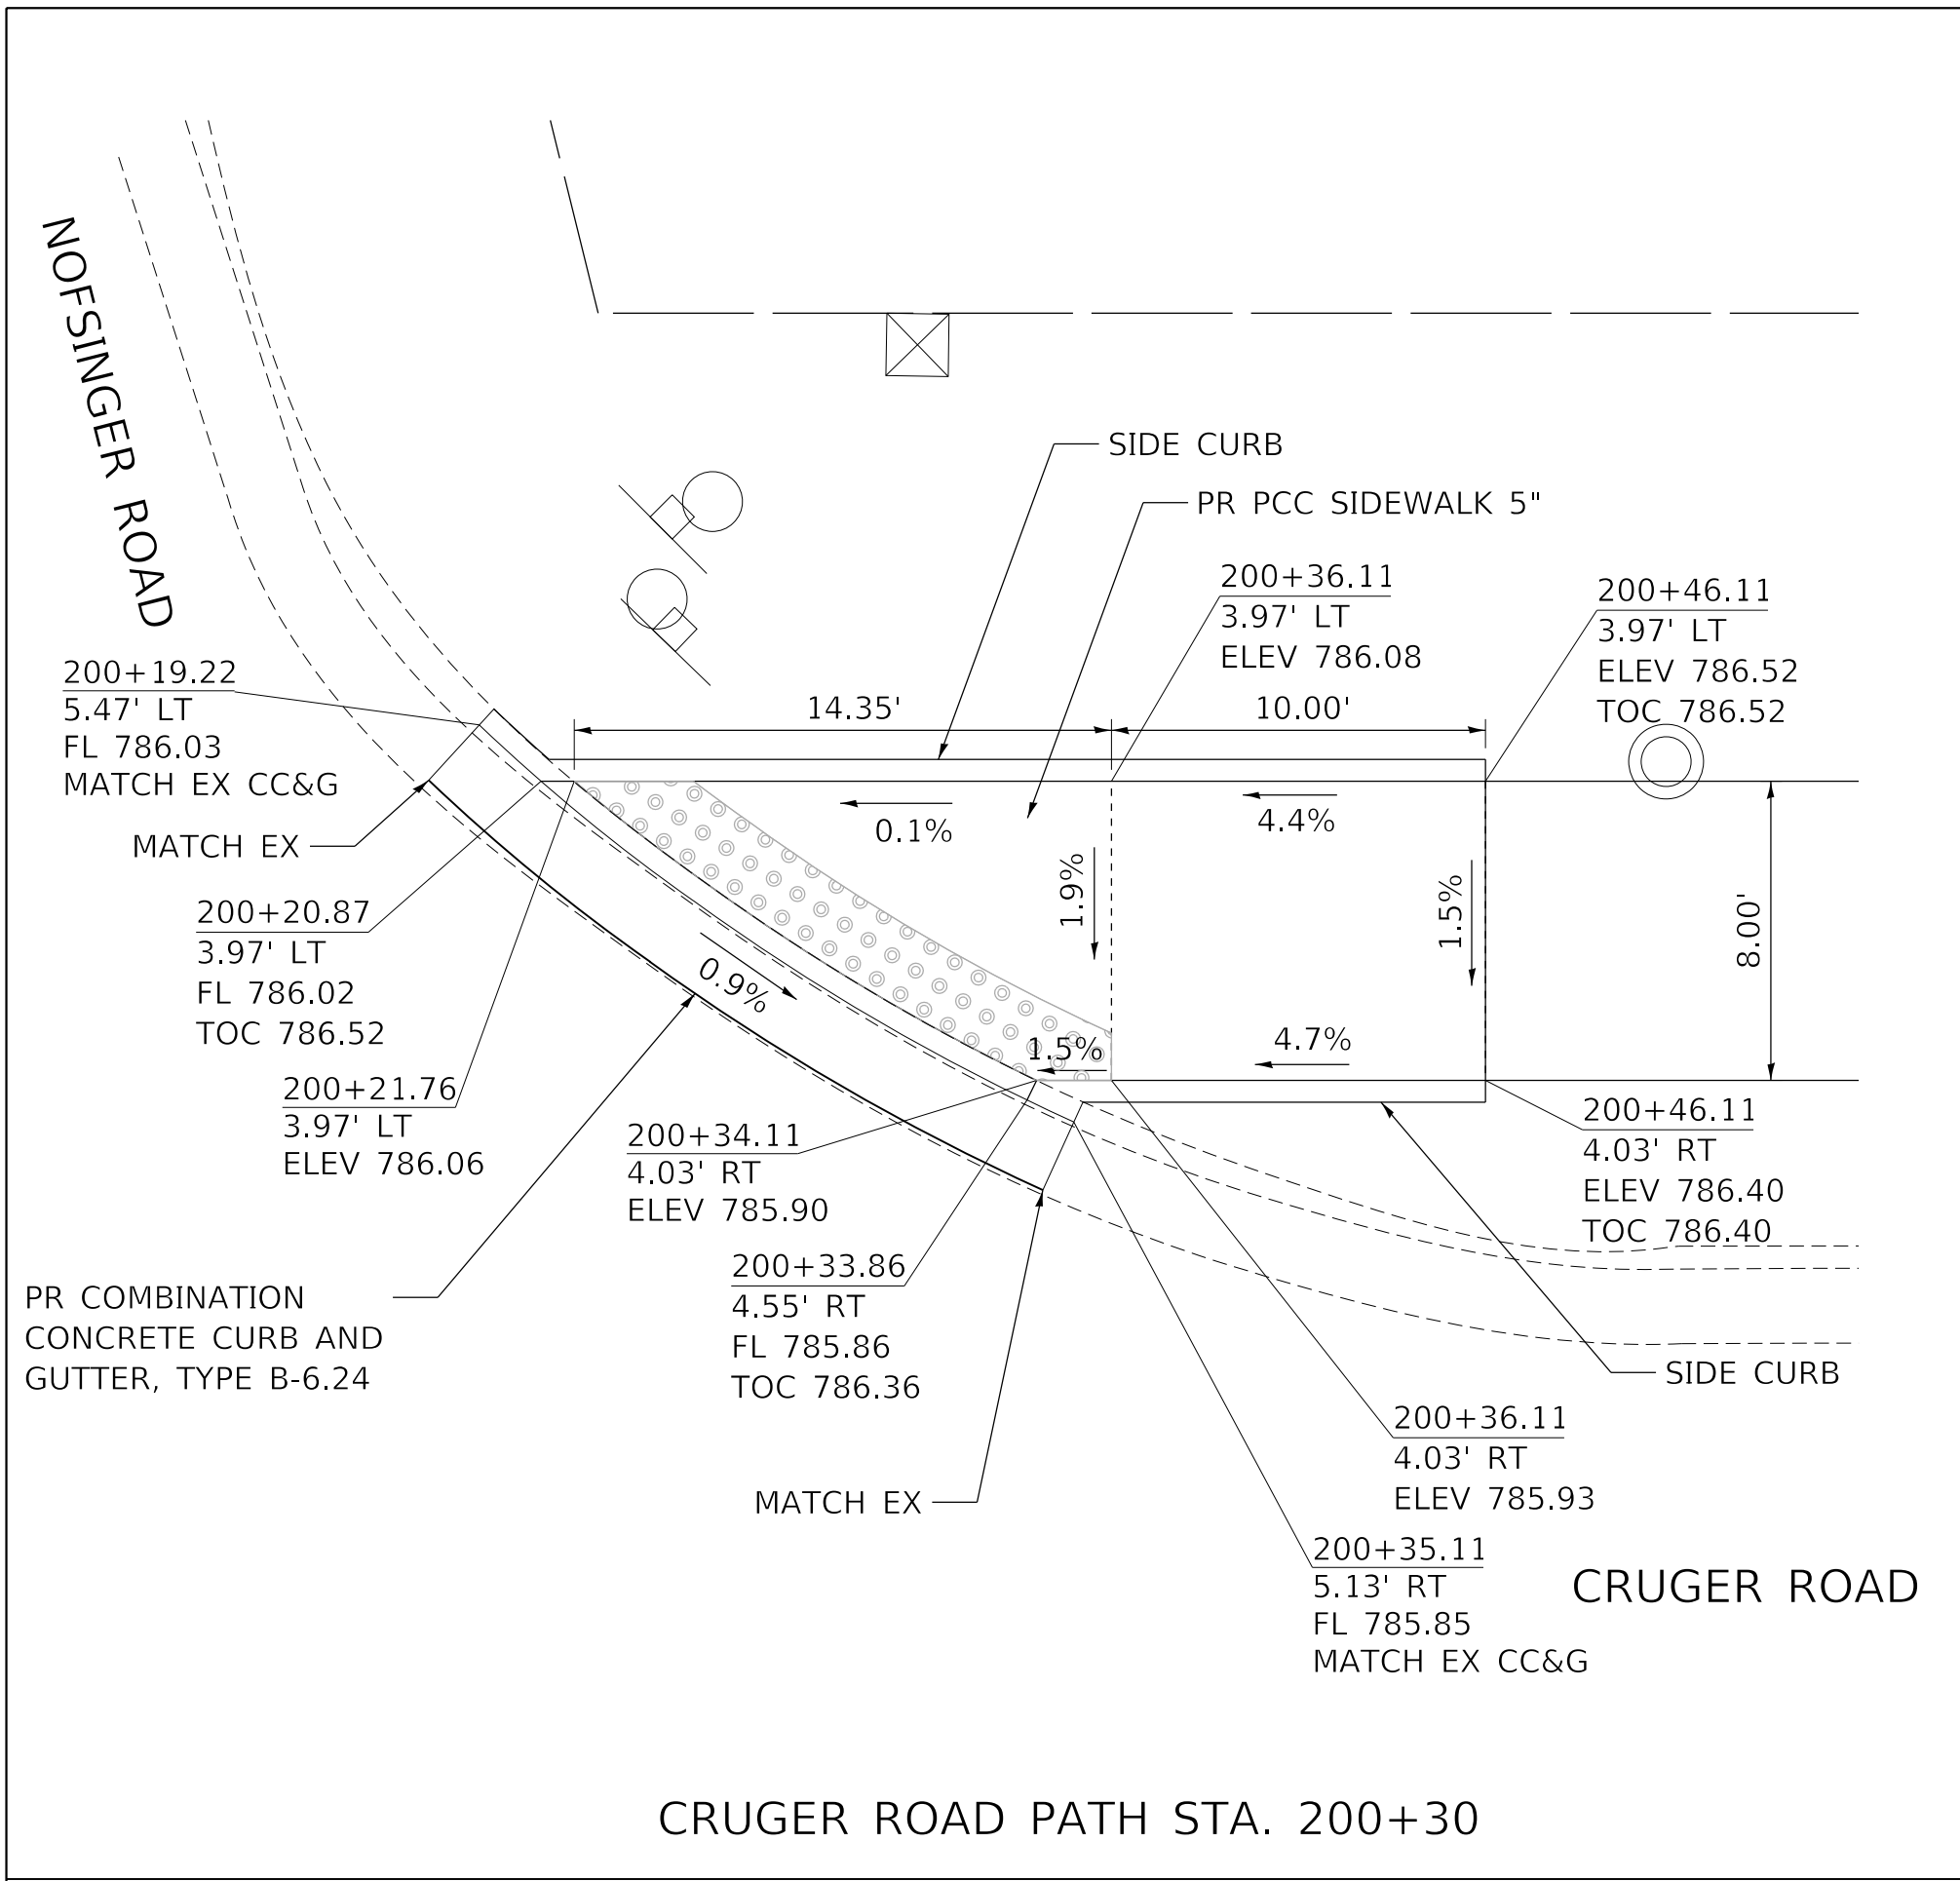 NOFSINGER ROAD
SIDE CURB
PR PCC SIDEWALK 5"
200+36.11
3.97' LT
ELEV 786.08
200+46.11
3.97' LT
ELEV 786.52
TOC 786.52
200+19.22
5.47' LT
FL 786.03
MATCH EX CC&G
14.35'
10.00'
MATCH EX
0.1%
4.4%
1.9%
1.5%
8.00'
200+20.87
3.97' LT
FL 786.02
TOC 786.52
0.9%
1.5%
4.7%
200+21.76
3.97' LT
ELEV 786.06
200+34.11
4.03' RT
ELEV 785.90
200+46.11
4.03' RT
ELEV 786.40
TOC 786.40
200+33.86
4.55' RT
FL 785.86
TOC 786.36
PR COMBINATION
CONCRETE CURB AND
GUTTER, TYPE B-6.24
SIDE CURB
200+36.11
4.03' RT
ELEV 785.93
MATCH EX
200+35.11
5.13' RT
FL 785.85
MATCH EX CC&G
CRUGER ROAD
CRUGER ROAD PATH STA. 200+30